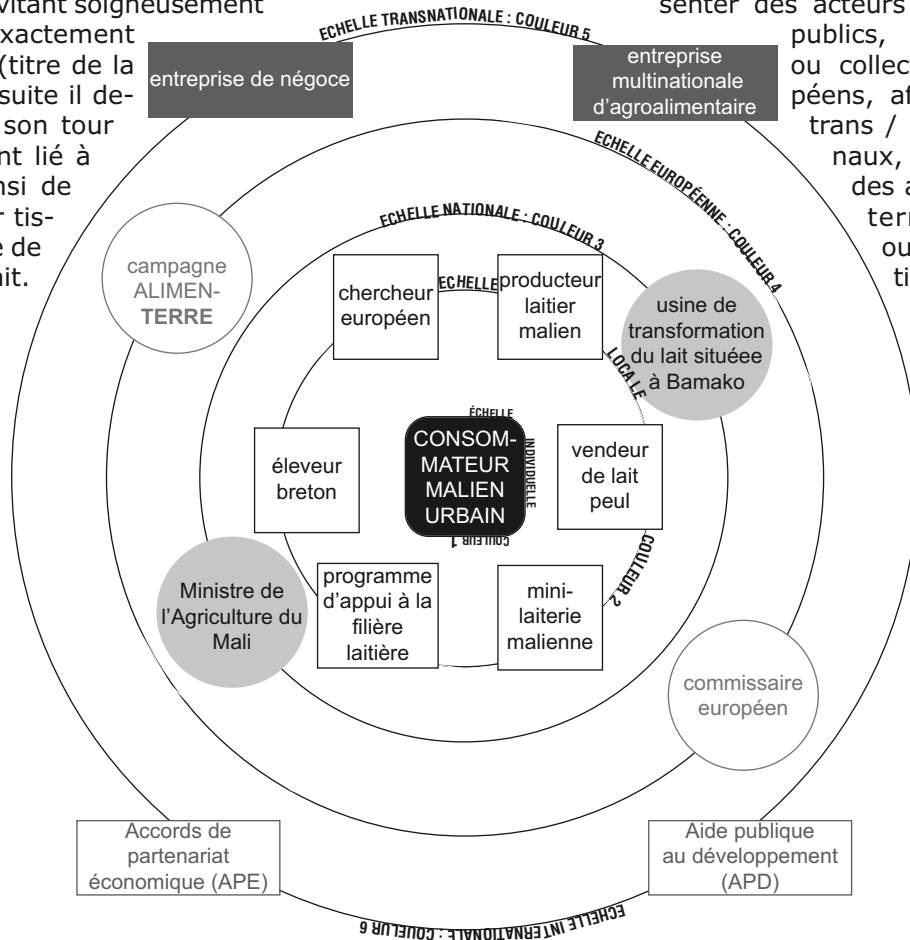 vitant soigneusement
xactement
(titre de la
suite il de-
son tour
nt lié à
nsi de
r tis-
e de
ait.
senter des acteurs
publics,
ou collec
péens, af
trans /
naux,
des a
terr
ou
ti
ECHELLE TRANSNATIONALE : COULEUR 5
entreprise de négoce
entreprise
multinationale
d’agroalimentaire
ECHELLE EUROPÉENNE : COULEUR 4
ECHELLE NATIONALE : COULEUR 3
campagne
ALIMEN-
TERRE
chercheur
européen
ECHELLE LOCALE
COULEUR 2
producteur
laitier
malien
usine de
transformation
du lait situéee
à Bamako
éleveur
breton
ÉCHELLE INDIVIDUELLE COULEUR 1
CONSOM-
MATEUR
MALIEN
URBAIN
vendeur
de lait
peul
Ministre de
l’Agriculture du
Mali
programme
d’appui à la
filière
laitière
mini-
laiterie
malienne
commissaire
européen
Accords de
partenariat
économique (APE)
Aide publique
au développement
(APD)
ECHELLE INTERNATIONALE : COUELUR 6